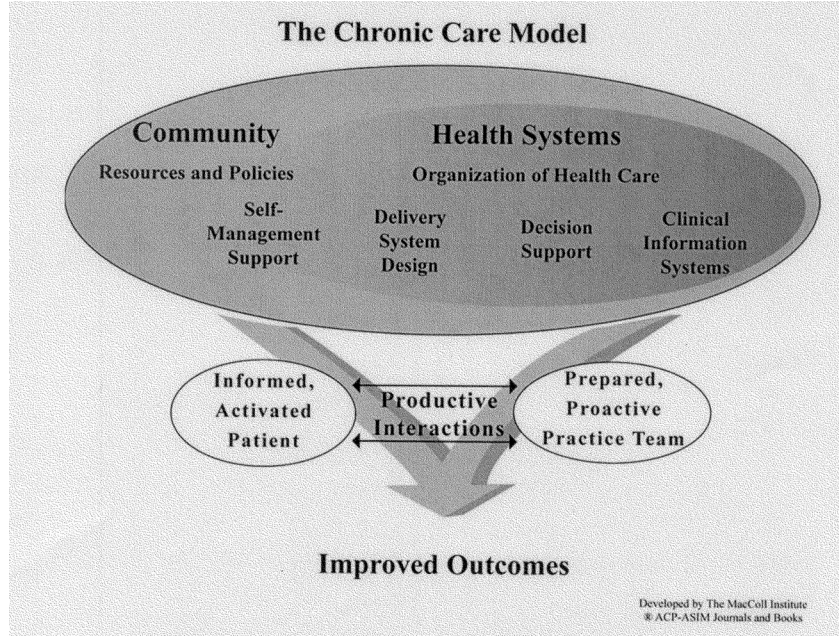 The Chronic Care Model
Community
Resources and Policies
Health Systems
Organization of Health Care
Self-
Management
Support
Delivery
System
Design
Decision
Support
Clinical
Information
Systems
Informed,
Activated
Patient
Productive
Interactions
Prepared,
Proactive
Practice Team
Improved Outcomes
Developed by The MacColl Institute
® ACP-ASIM Journals and Books